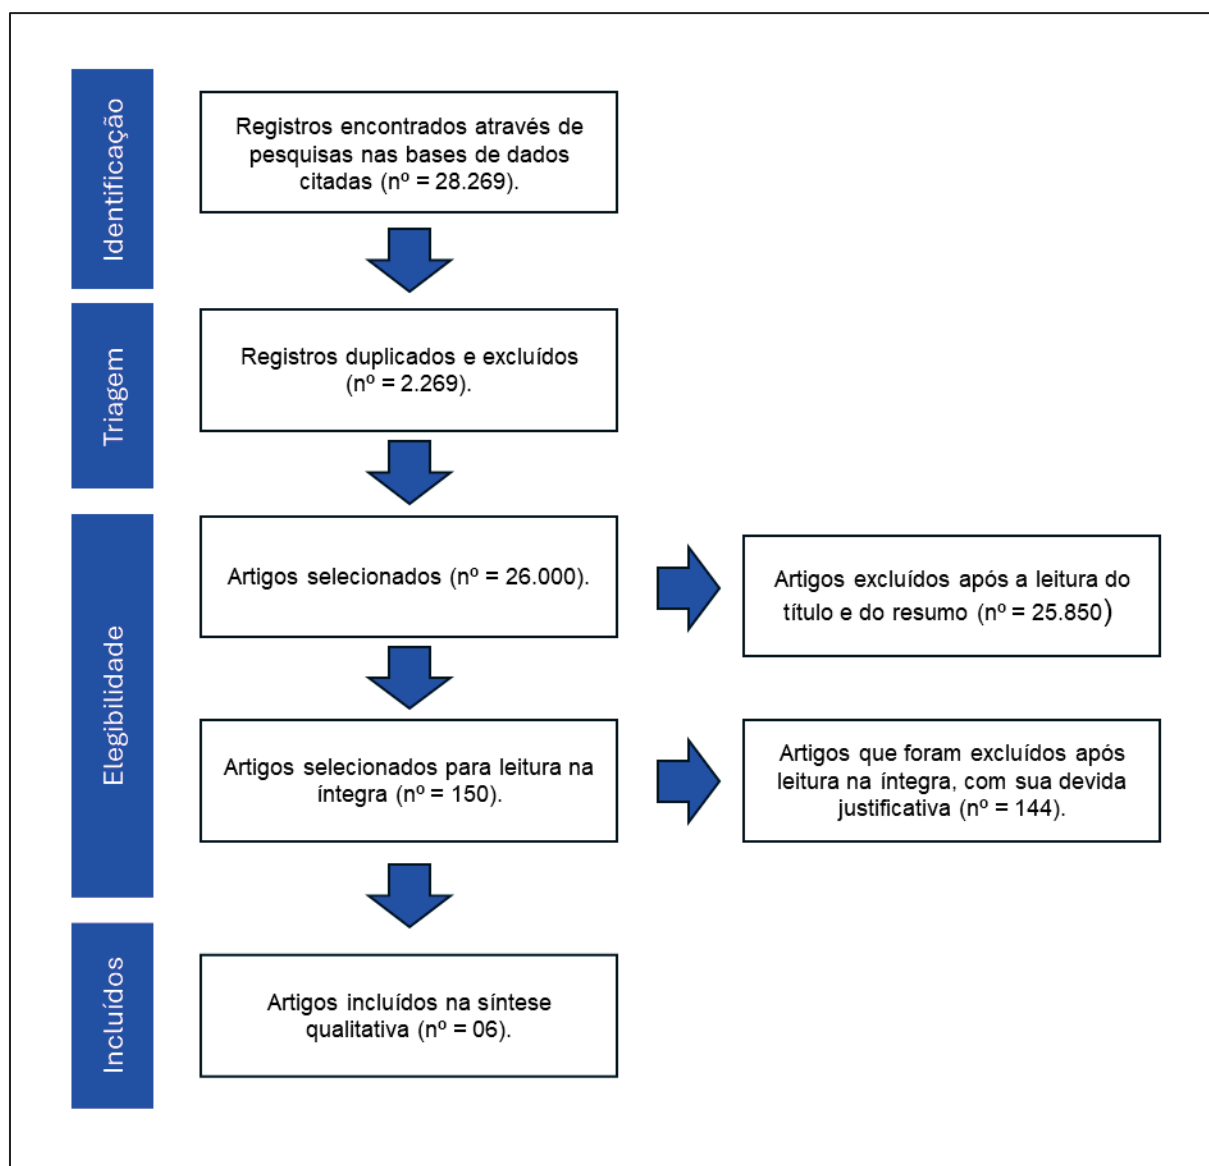 Identificação
Registros encontrados através de
pesquisas nas bases de dados
citadas (nº = 28.269).
Triagem
Registros duplicados e excluídos
(nº = 2.269).
Elegibilidade
Artigos selecionados (nº = 26.000).
Artigos excluídos após a leitura do
título e do resumo (nº = 25.850)
Artigos selecionados para leitura na
íntegra (nº = 150).
Artigos que foram excluídos após
leitura na íntegra, com sua devida
justificativa (nº = 144).
Incluídos
Artigos incluídos na síntese
qualitativa (nº = 06).